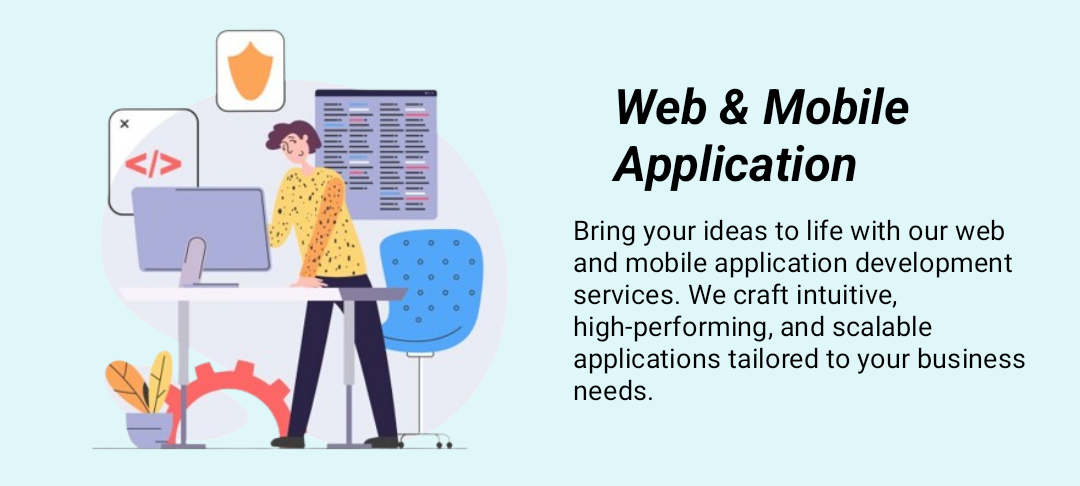 Web & Mobile
Application
Bring your ideas to life with our web
and mobile application development
services. We craft intuitive,
high-performing, and scalable
applications tailored to your business
needs.